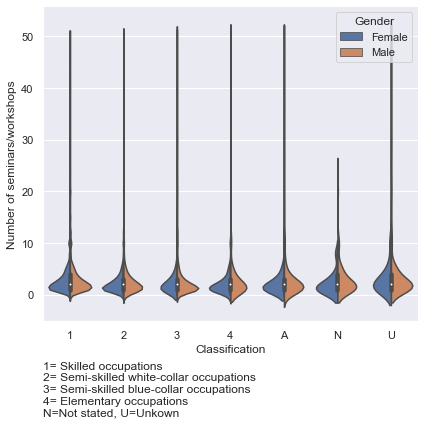 Gender
Female
Male
Number of seminars/workshops
50
40
30
20
10
0
1 2 3 4 A N U
Classification
1= Skilled occupations
2= Semi-skilled white-collar occupations
3= Semi-skilled blue-collar occupations
4= Elementary occupations
N=Not stated, U=Unkown